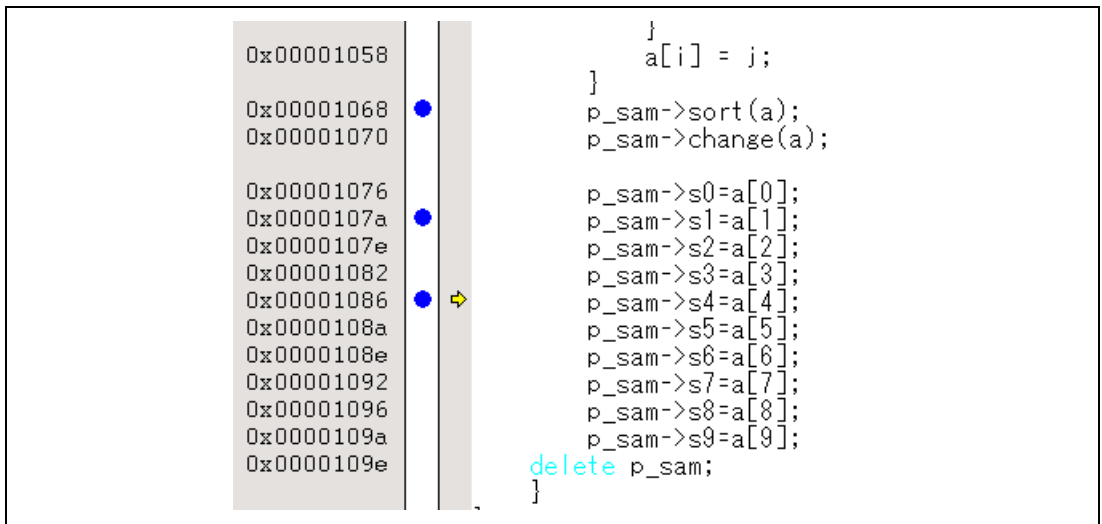 }
0x00001058 a[i] = j;
}
0x00001068 p_sam->sort(a);
0x00001070 p_sam->change(a);
0x00001076 p_sam->s0=a[0];
0x0000107a p_sam->s1=a[1];
0x0000107e p_sam->s2=a[2];
0x00001082 p_sam->s3=a[3];
0x00001086 p_sam->s4=a[4];
0x0000108a p_sam->s5=a[5];
0x0000108e p_sam->s6=a[6];
0x00001092 p_sam->s7=a[7];
0x00001096 p_sam->s8=a[8];
0x0000109a p_sam->s9=a[9];
0x0000109e delete p_sam;
}